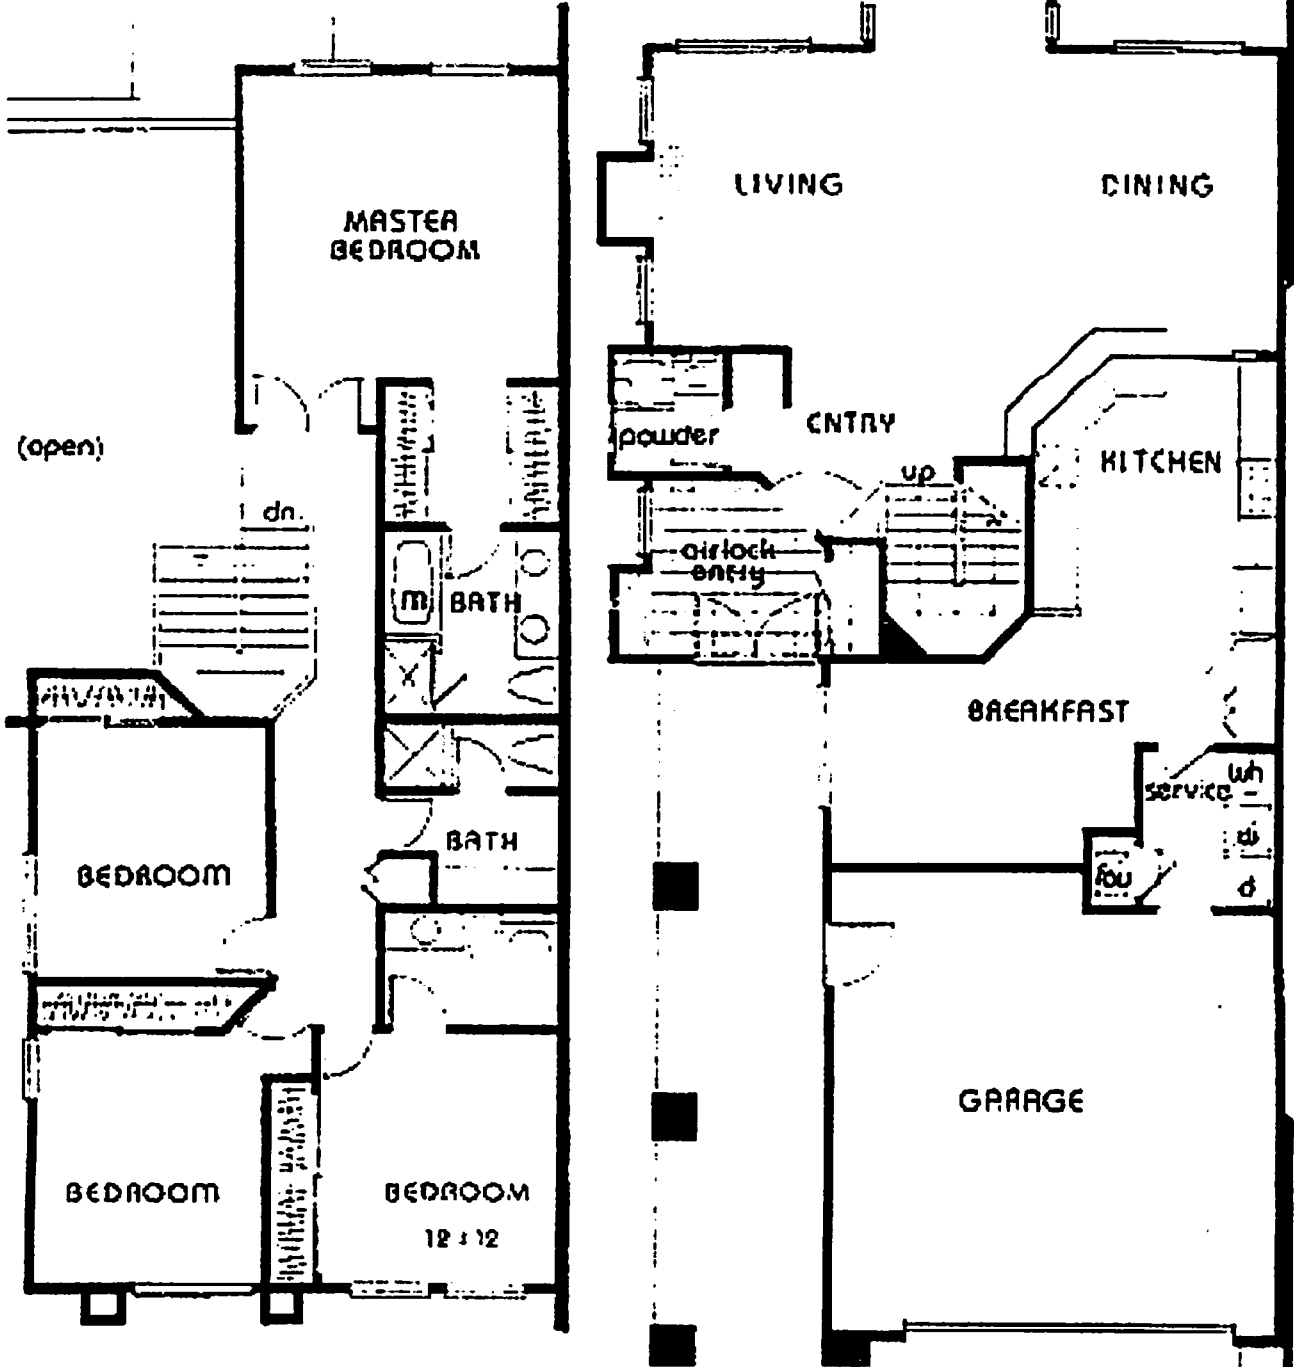 MASTER
BEDROOM
(open)
dn.
m BATH
BATH
BEDROOM
BEDROOM
BEDROOM
12 x 12
LIVING
DINING
powder
ENTRY
up
KITCHEN
airlock
entry
BREAKFAST
wh
service
d
fau
GARAGE